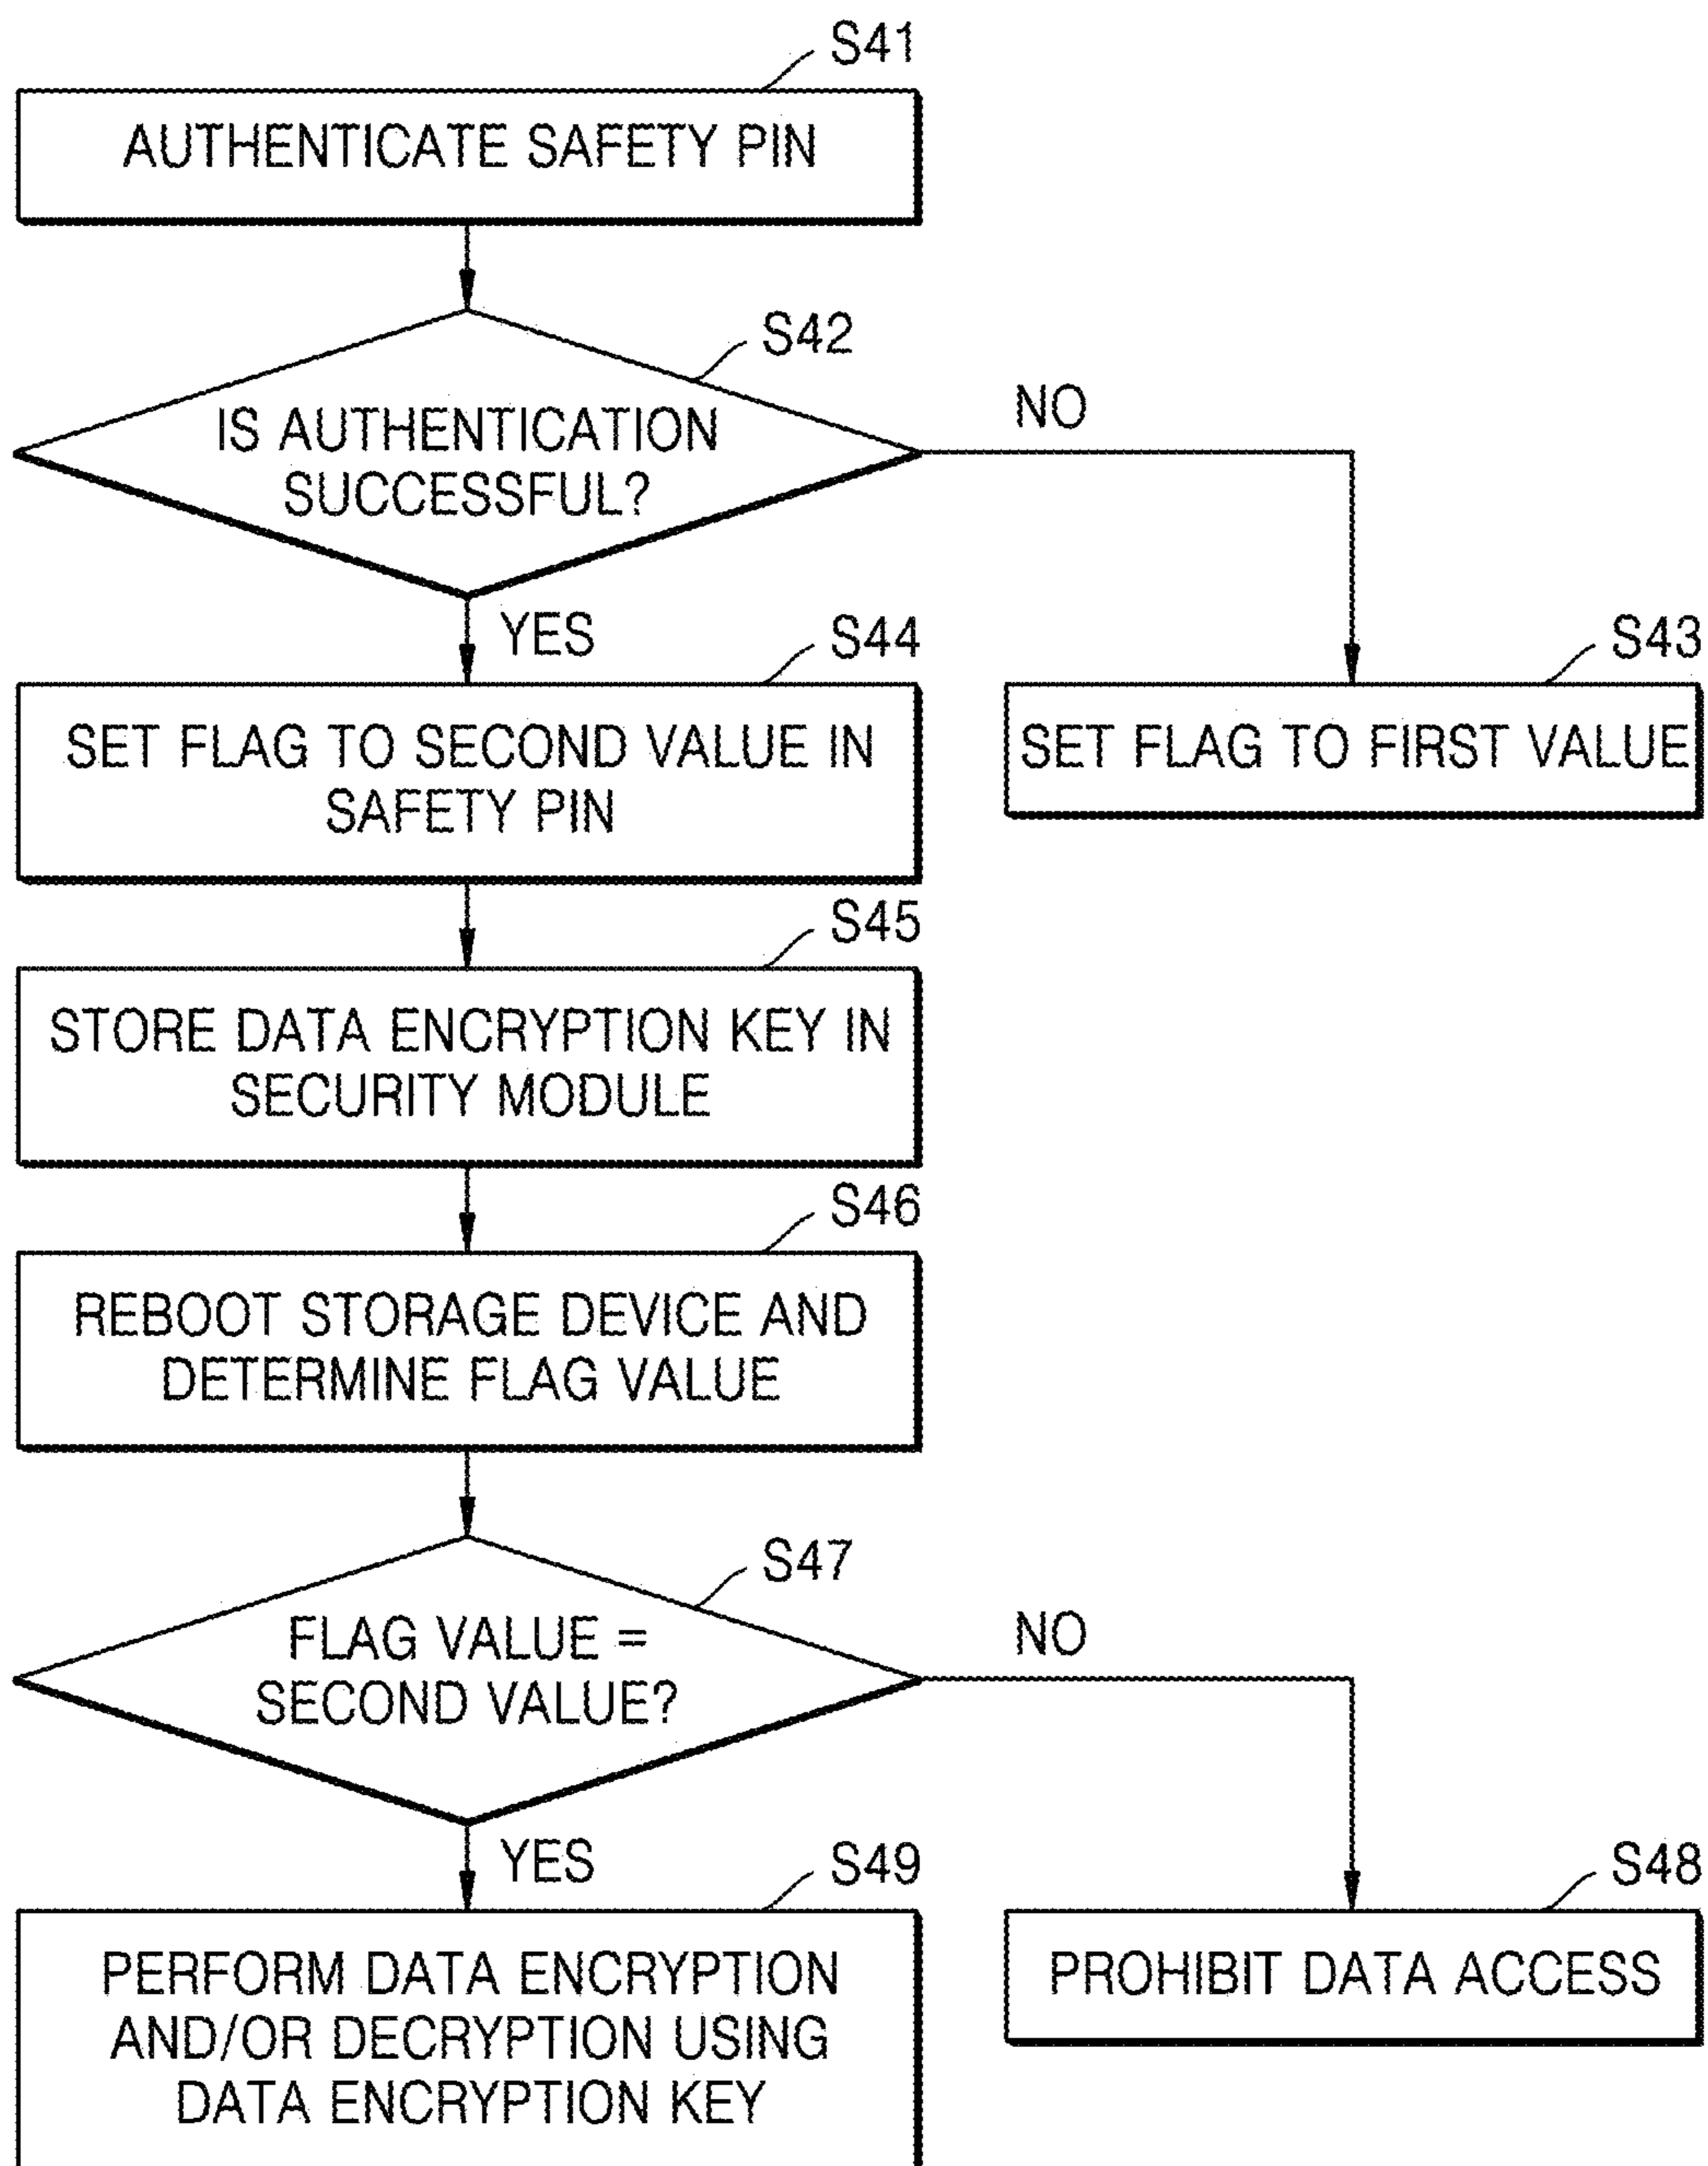 S41
AUTHENTICATE SAFETY PIN
S42
IS AUTHENTICATION
SUCCESSFUL?
NO
YES
S44
SET FLAG TO SECOND VALUE IN
SAFETY PIN
S43
SET FLAG TO FIRST VALUE
S45
STORE DATA ENCRYPTION KEY IN
SECURITY MODULE
S46
REBOOT STORAGE DEVICE AND
DETERMINE FLAG VALUE
S47
FLAG VALUE =
SECOND VALUE?
NO
YES
S49
PERFORM DATA ENCRYPTION
AND/OR DECRYPTION USING
DATA ENCRYPTION KEY
S48
PROHIBIT DATA ACCESS